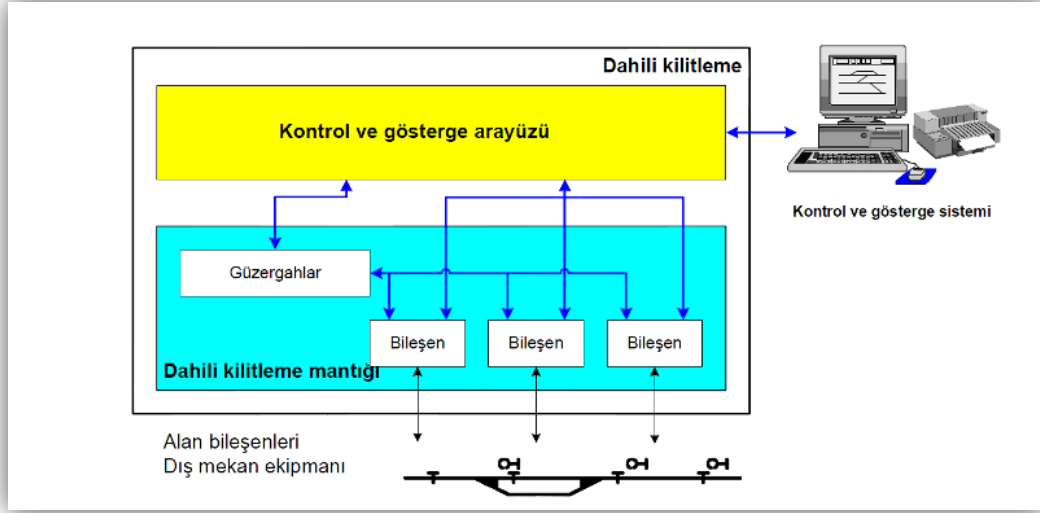 Dahili kilitleme
Kontrol ve gösterge arayüzü
Kontrol ve gösterge sistemi
Güzergahlar
Bileşen
Bileşen
Bileşen
Dahili kilitleme mantığı
Alan bileşenleri
Dış mekan ekipmanı